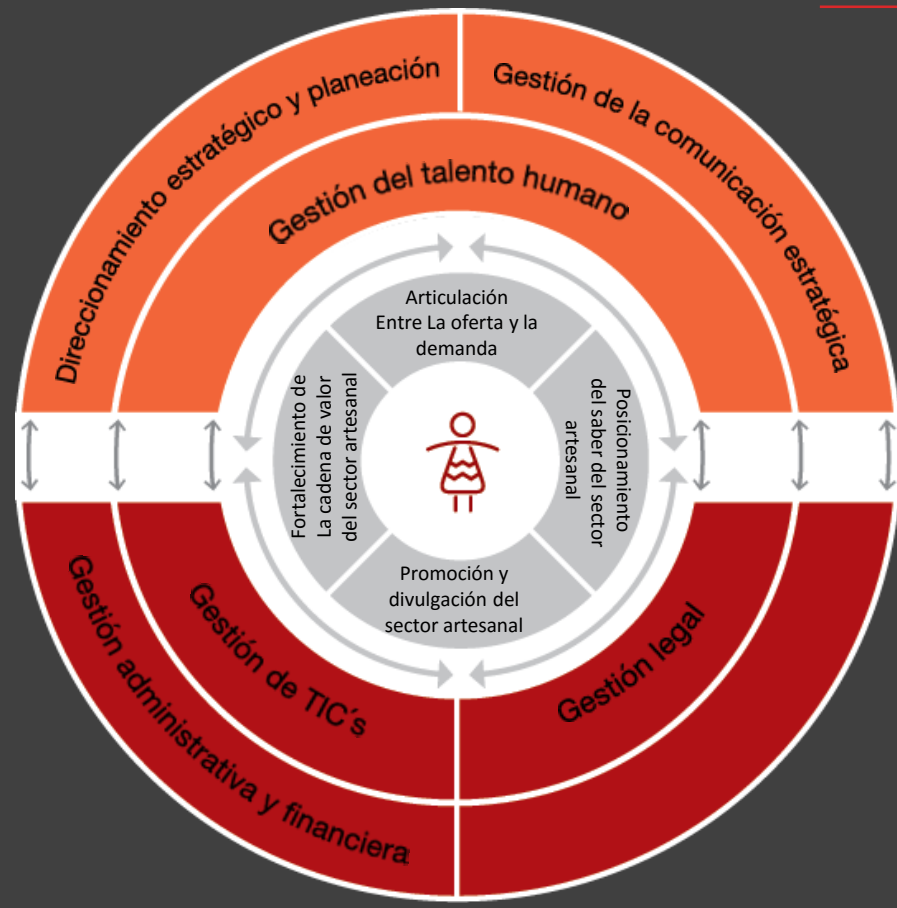 Direccionamiento estratégico y planeación
Gestión de la comunicación estratégica
Gestión del talento humano
Articulación
Entre La oferta y la
demanda
Fortalecimiento de
La cadena de valor
del sector artesanal
Posicionamiento
del saber del sector
artesanal
Promoción y
divulgación del
sector artesanal
Gestión de TIC´s
Gestión legal
Gestión administrativa y financiera